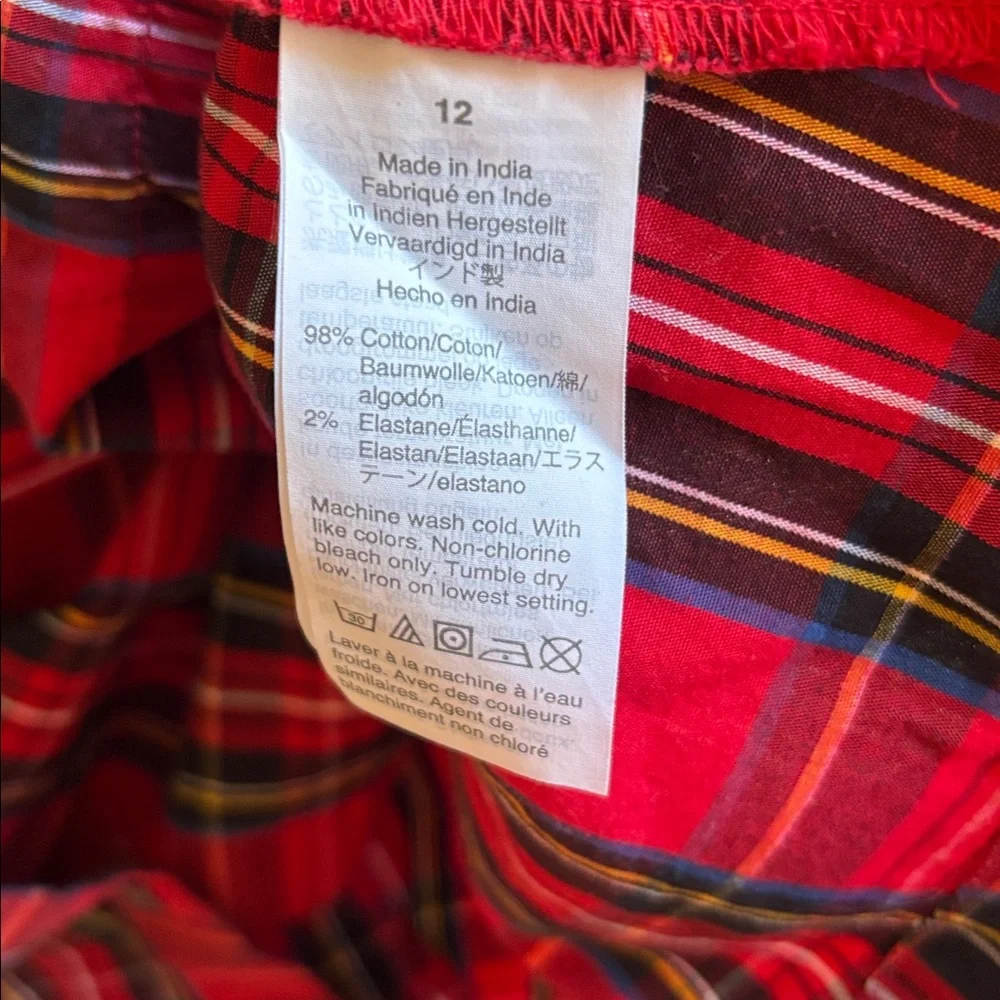 12
Made in India
Fabriqué en Inde
in Indien Hergestellt
Vervaardigd in India
インド製
Hecho en India
98% Cotton/Coton/
Baumwolle/Katoen/綿/
algodón
2% Elastane/Élasthanne/
Elastan/Elastaan/エラス
テーン/elastano
Machine wash cold. With
like colors. Non-chlorine
bleach only. Tumble dry
low. Iron on lowest setting.
30
Laver à la machine à l'eau
froide. Avec des couleurs
similaires. Agent de
blanchiment non chloré